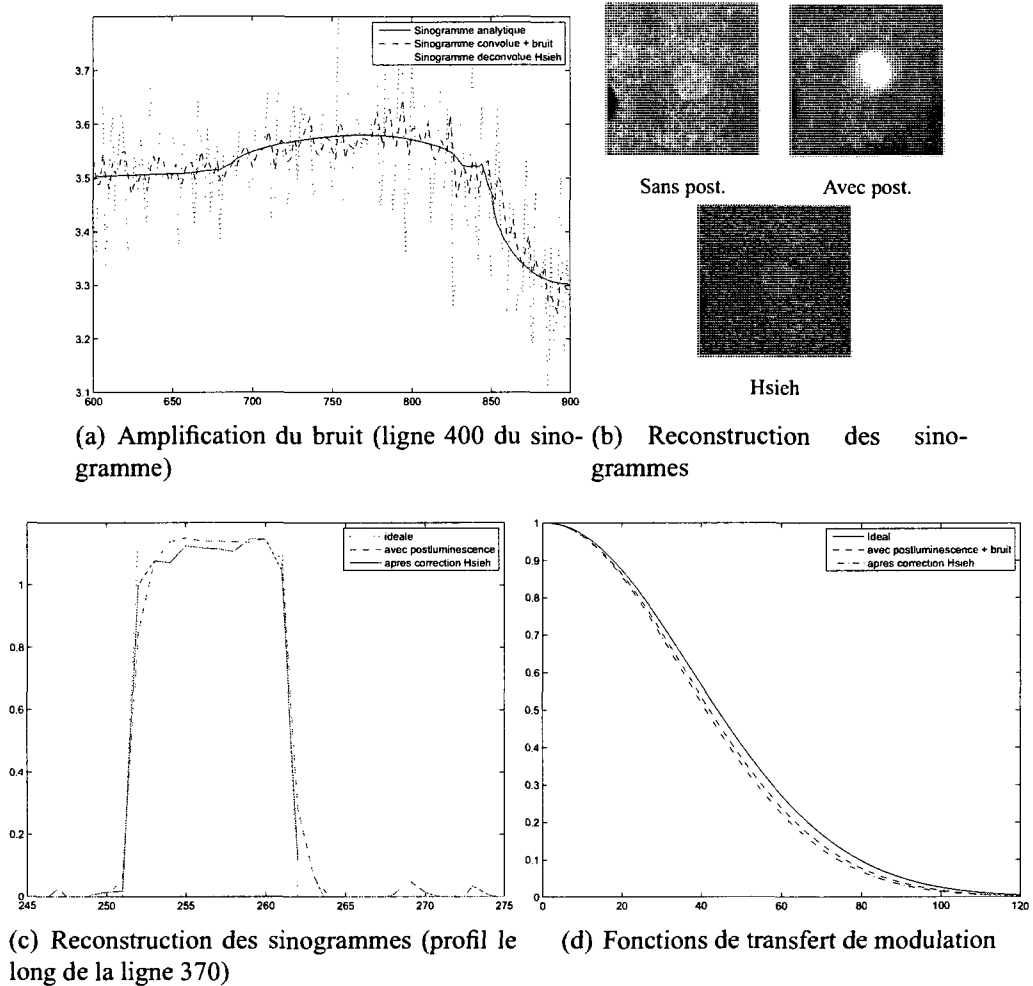 Sinogramme analytique
Sinogramme convolue + bruit
Sinogramme deconvolue Hsieh
3.7
3.6
3.5
3.4
3.3
3.2
3.1
600 650 700 750 800 850 900
(a) Amplification du bruit (ligne 400 du sino-
gramme)
Sans post.
Avec post.
Hsieh
(b) Reconstruction des sino-
grammes
ideale
avec postluminescence
apres correction Hsieh
1
0.8
0.6
0.4
0.2
0
245 250 255 260 265 270 275
(c) Reconstruction des sinogrammes (profil le
long de la ligne 370)
Ideal
avec postluminescence + bruit
apres correction Hsieh
1
0.9
0.8
0.7
0.6
0.5
0.4
0.3
0.2
0.1
0
0 20 40 60 80 100 120
(d) Fonctions de transfert de modulation